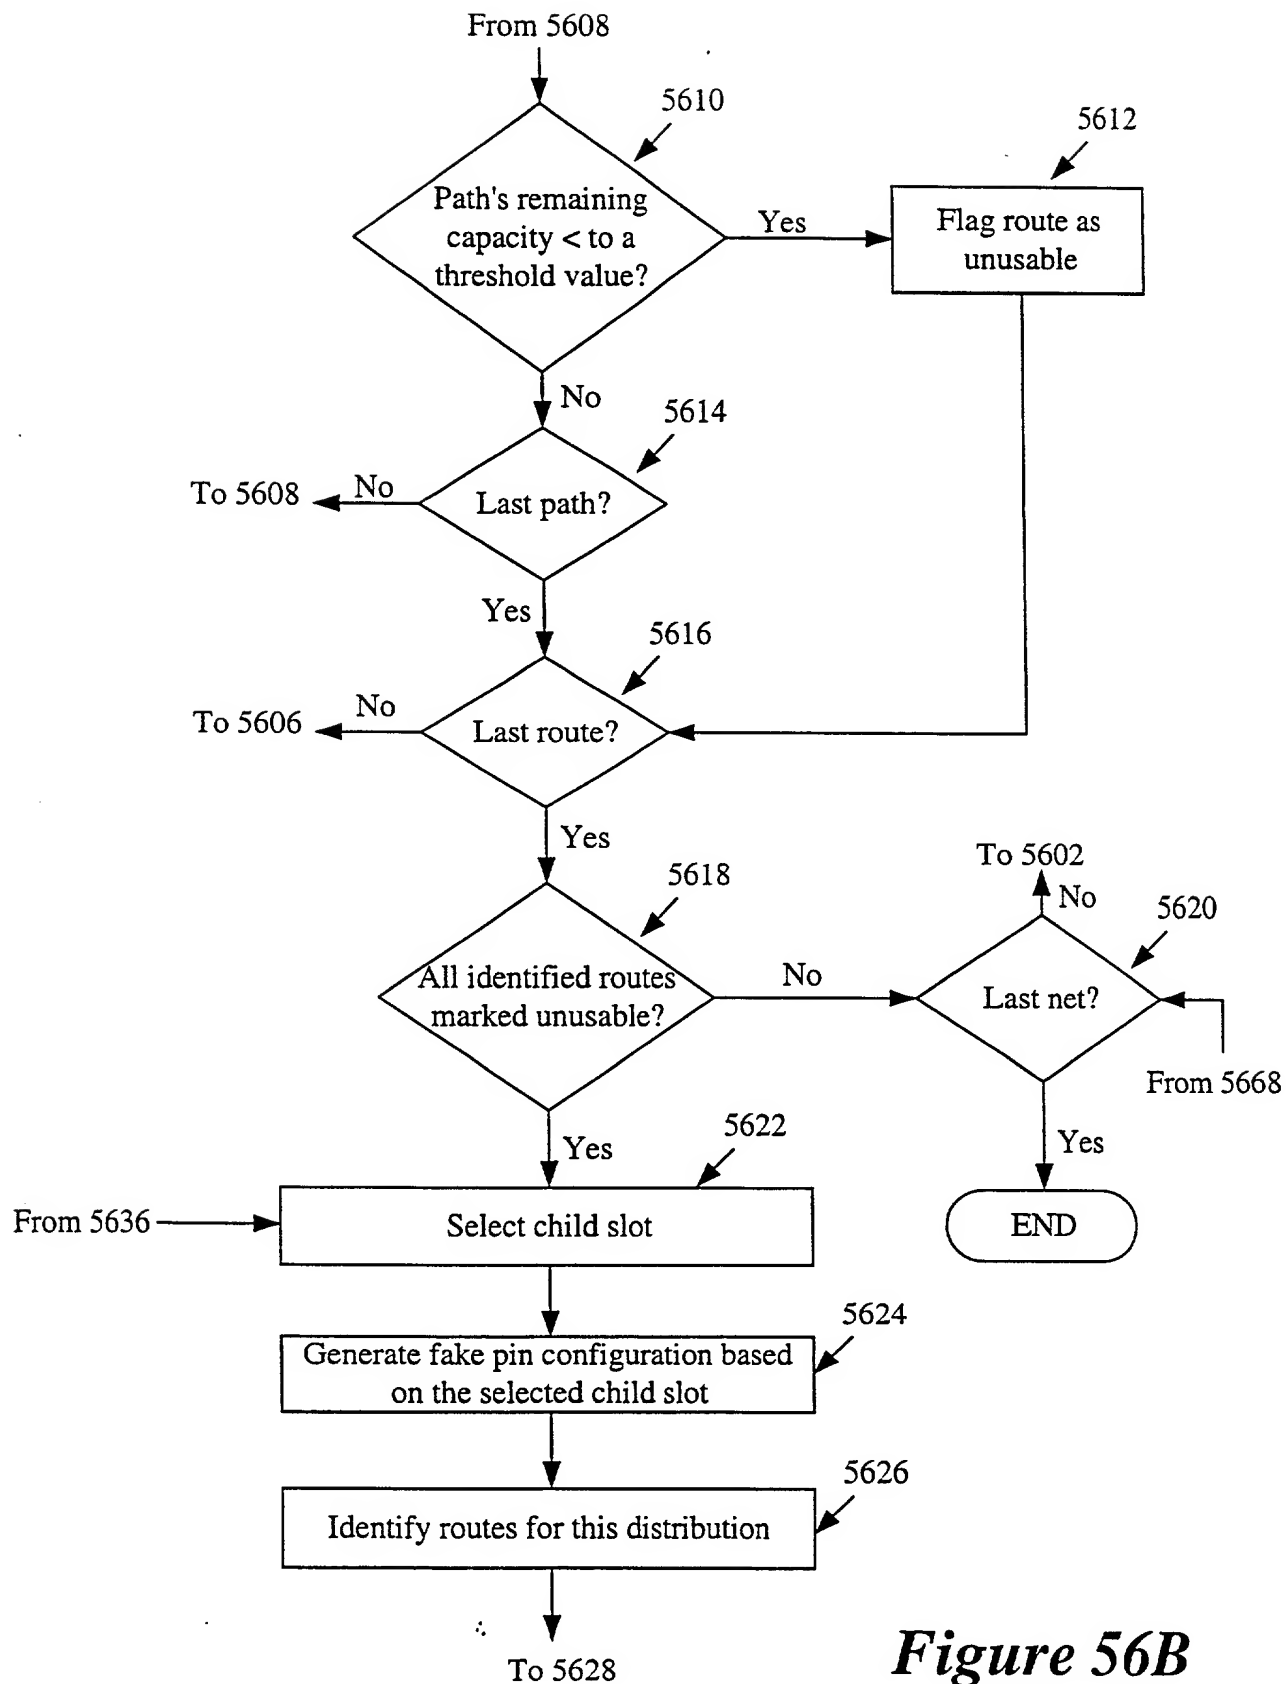 From 5608
5610
5612
Path's remaining
capacity < to a
threshold value?
Yes
Flag route as
unusable
No
5614
To 5608
No
Last path?
Yes
5616
To 5606
No
Last route?
Yes
To 5602
No
5618
5620
All identified routes
marked unusable?
No
Last net?
From 5668
Yes
5622
Yes
From 5636
Select child slot
END
5624
Generate fake pin configuration based
on the selected child slot
5626
Identify routes for this distribution
To 5628
Figure 56B